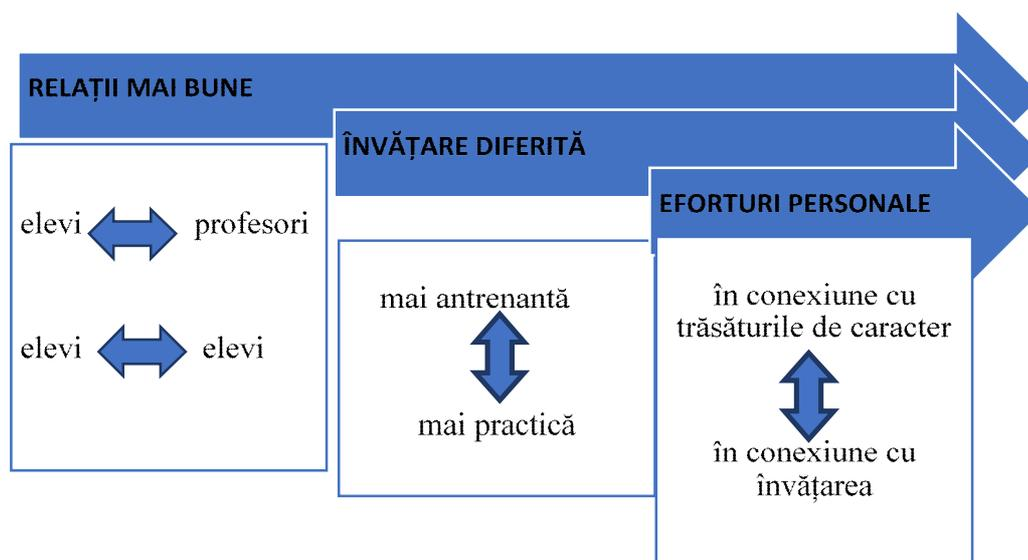 RELAȚII MAI BUNE
elevi profesori
elevi elevi
ÎNVĂȚARE DIFERITĂ
mai antrenantă
mai practică
EFORTURI PERSONALE
în conexiune cu
trăsăturile de caracter
în conexiune cu
învățarea